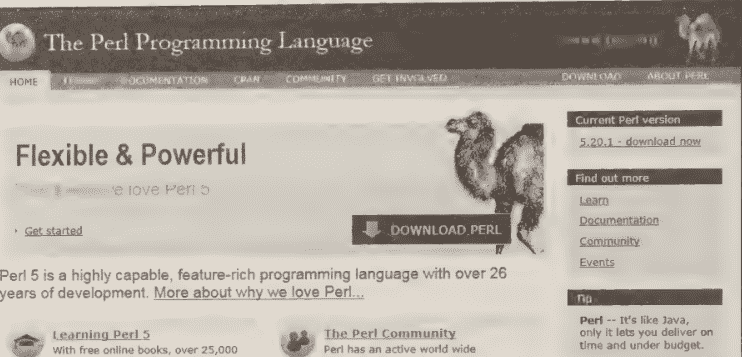 The Perl Programming Language
HOME DOCUMENTATION CPAN COMMUNITY GET INVOLVED DOWNLOAD ABOUT PERL
Flexible & Powerful
we love Perl 5
Get started
DOWNLOAD PERL
Perl 5 is a highly capable, feature-rich programming language with over 26
years of development. More about why we love Perl...
Learning Perl 5
With free online books, over 25,000
The Perl Community
Perl has an active world wide
Current Perl version
5.20.1 - download now
Find out more
Learn
Documentation
Community
Events
Tip
Perl -- It's like Java,
only it lets you deliver on
time and under budget.